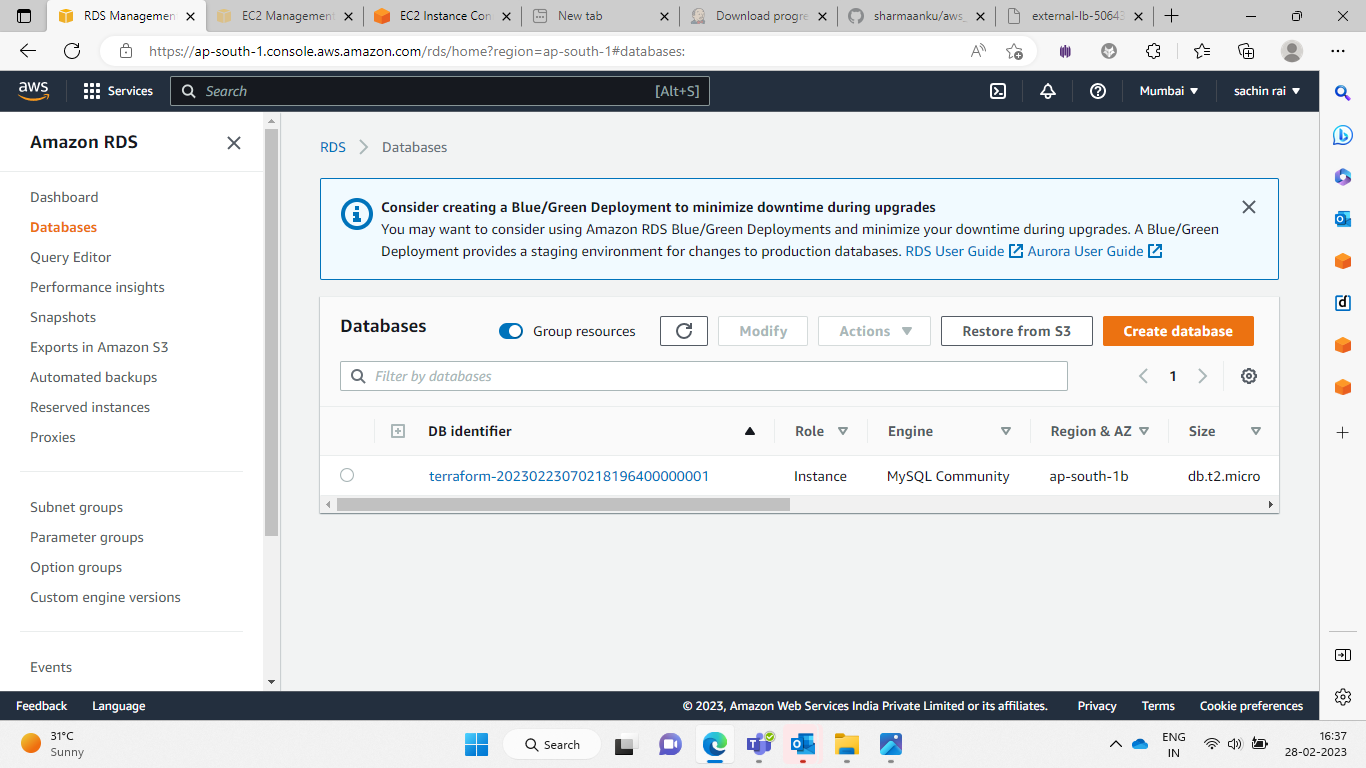 RDS Managemen
EC2 Management
EC2 Instance Con
New tab
Download progre
sharmaanku/aws_
external-lb-50643
https://ap-south-1.console.aws.amazon.com/rds/home?region=ap-south-1#databases:
aws
Services
Search
[Alt+S]
Mumbai
sachin rai
Amazon RDS
Dashboard
Databases
Query Editor
Performance insights
Snapshots
Exports in Amazon S3
Automated backups
Reserved instances
Proxies
Subnet groups
Parameter groups
Option groups
Custom engine versions
Events
RDS
Databases
Consider creating a Blue/Green Deployment to minimize downtime during upgrades
You may want to consider using Amazon RDS Blue/Green Deployments and minimize your downtime during upgrades. A Blue/Green
Deployment provides a staging environment for changes to production databases. RDS User Guide Aurora User Guide
Databases
Group resources
Modify
Actions
Restore from S3
Create database
Filter by databases
1
DB identifier
Role
Engine
Region & AZ
Size
terraform-20230223070218196400000001
Instance
MySQL Community
ap-south-1b
db.t2.micro
Feedback
Language
© 2023, Amazon Web Services India Private Limited or its affiliates.
Privacy
Terms
Cookie preferences
31°C
Sunny
Search
ENG
IN
16:37
28-02-2023